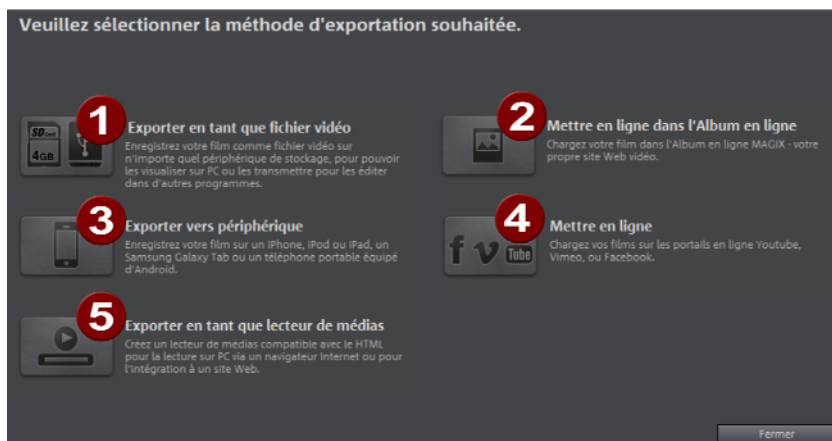 Veuillez sélectionner la méthode d'exportation souhaitée.
1
SD Card
4GB
Exporter en tant que fichier vidéo
Enregistrez votre film comme fichier vidéo sur
n'importe quel périphérique de stockage, pour pouvoir
les visualiser sur PC ou les transmettre pour les éditer
dans d'autres programmes.
2
Mettre en ligne dans l'Album en ligne
Chargez votre film dans l'Album en ligne MAGIX - votre
propre site Web vidéo.
3
Exporter vers périphérique
Enregistrez votre film sur un iPhone, iPod ou iPad, un
Samsung Galaxy Tab ou un téléphone portable équipé
d'Android.
4
f v Tube
Mettre en ligne
Chargez vos films sur les portails en ligne Youtube,
Vimeo, ou Facebook.
5
Exporter en tant que lecteur de médias
Créez un lecteur de médias compatible avec le HTML
pour la lecture sur PC via un navigateur Internet ou pour
l'intégration à un site Web.
Fermer